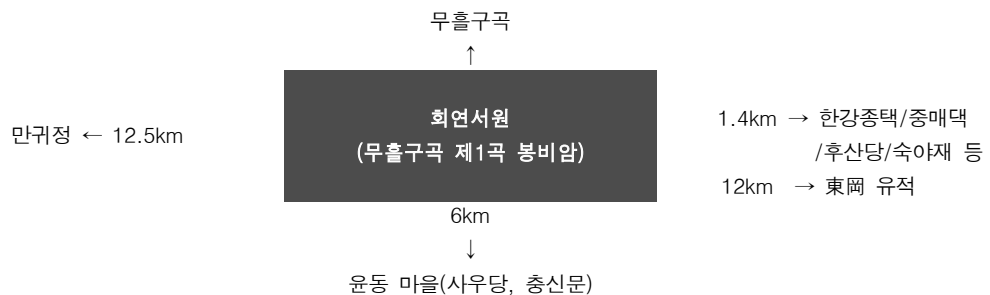 무흘구곡
↑
회연서원
(무흘구곡 제1곡 봉비암)
만귀정 ← 12.5km
1.4km → 한강종택/중매댁
/후산당/숙야재 등
12km → 東岡 유적
6km
↓
윤동 마을(사우당, 충신문)